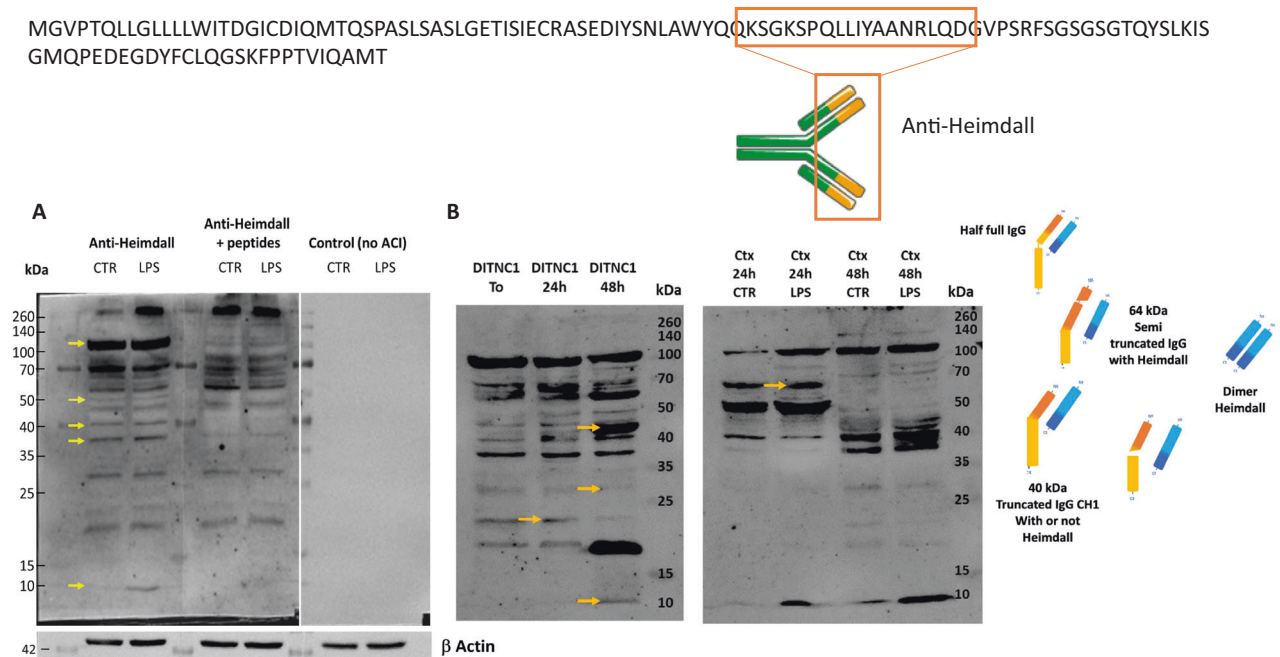 MGVPTQLLGLLLLWITDGICDIQMTQSPASLSASLGETISIECRASEDIYSNLAWYQQKSGKSPQLLIYAANRLQDGVPSRFSGSGSGTQYSLKIS
GMQPEDEGDYFCLQGSKFPPTVIQAMT
Anti-Heimdall
A
Anti-Heimdall
Anti-Heimdall
+ peptides
Control (no ACI)
kDa
CTR
LPS
CTR
LPS
CTR
LPS
260
140
100
70
50
40
35
25
15
10
42
β Actin
B
DITNC1
To
DITNC1
24h
DITNC1
48h
kDa
260
140
100
70
50
40
35
25
15
10
Ctx
24h
CTR
Ctx
24h
LPS
Ctx
48h
CTR
Ctx
48h
LPS
kDa
260
140
100
70
50
40
35
25
15
10
Half full IgG
64 kDa
Semi
truncated IgG
with Heimdall
Dimer
Heimdall
40 kDa
Truncated IgG CH1
With or not
Heimdall